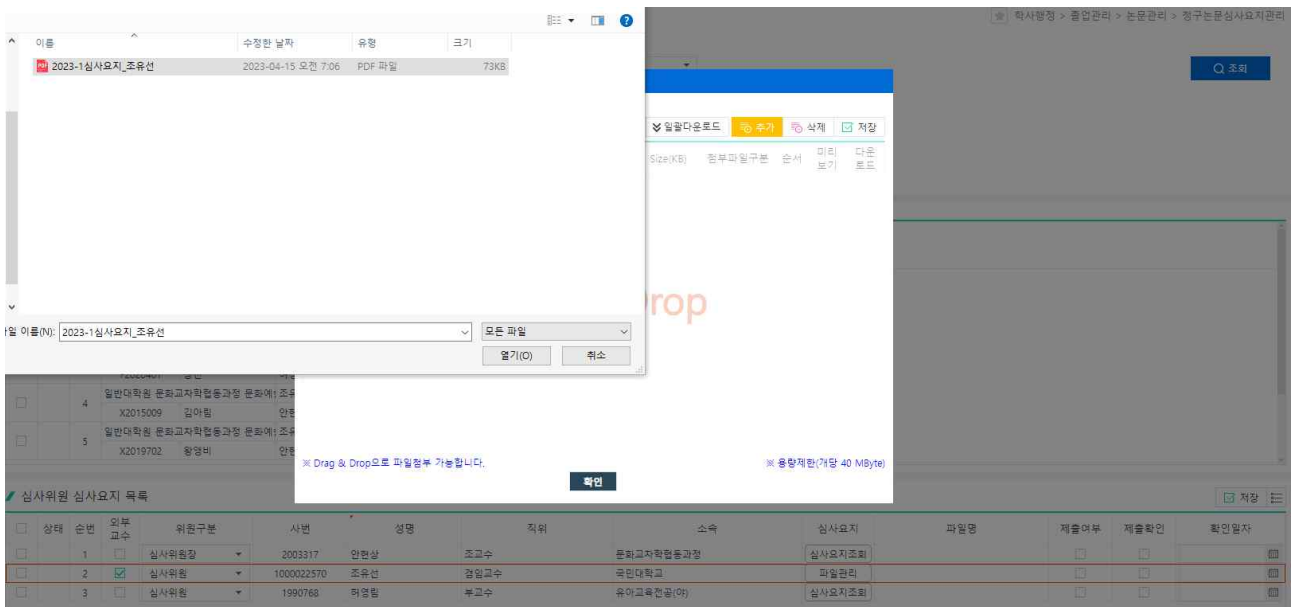 학사행정 > 졸업관리 > 논문관리 > 청구논문심사요지관리
이름 수정한 날짜 유형 크기
2023-1심사요지_조유선 2023-04-15 오전 7:06 PDF 파일 73KB
조회
일괄다운로드 추가 삭제 저장
Size(KB) 첨부파일구분 순서 미리보기 다운로드
rop
파일 이름(N): 2023-1심사요지_조유선 모든 파일
열기(O) 취소
4 일반대학원 문화교차학협동과정 문화예
X2015009 김아림
5 일반대학원 문화교차학협동과정 문화예
X2019702 왕영비
※ Drag & Drop으로 파일첨부 가능합니다. ※ 용량제한(개당 40 MByte)
확인
심사위원 심사요지 목록 저장
상태 순번 외부교수 위원구분 사번 성명 직위 소속 심사요지 파일명 제출여부 제출확인 확인일자
1 심사위원장 2003317 안현상 조교수 문화교차학협동과정 심사요지조회
2 심사위원 1000022570 조유선 겸임교수 국민대학교 파일관리
3 심사위원 1990768 허영림 부교수 유아교육전공(야) 심사요지조회